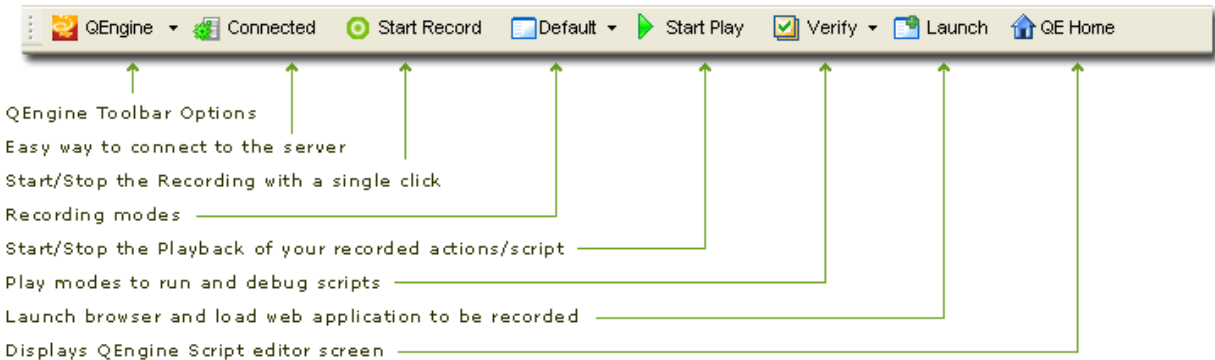 QEngine Connected Start Record Default Start Play Verify Launch QE Home
QEngine Toolbar Options
Easy way to connect to the server
Start/Stop the Recording with a single click
Recording modes
Start/Stop the Playback of your recorded actions/script
Play modes to run and debug scripts
Launch browser and load web application to be recorded
Displays QEngine Script editor screen